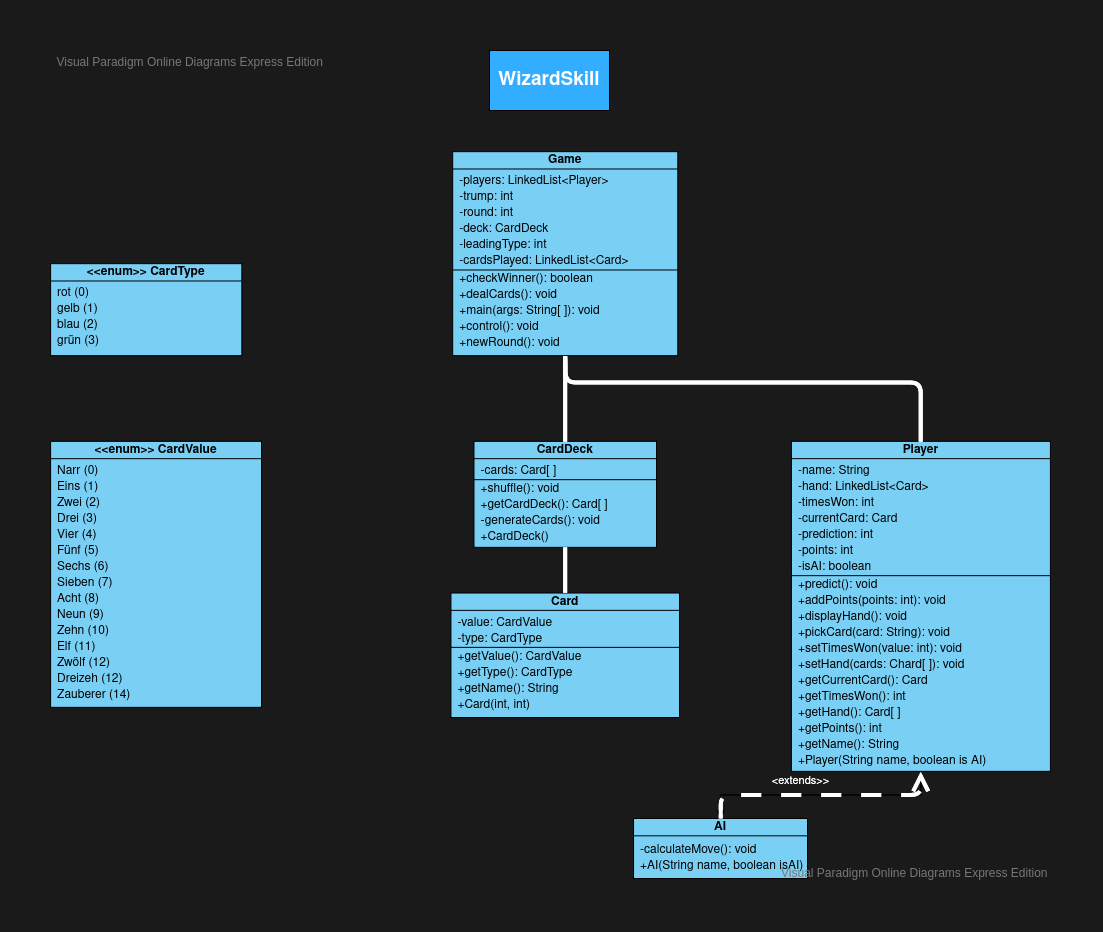 Visual Paradigm Online Diagrams Express Edition
WizardSkill
Game
-players: LinkedList<Player>
-trump: int
-round: int
-deck: CardDeck
-leadingType: int
-cardsPlayed: LinkedList<Card>
+checkWinner(): boolean
+dealCards(): void
+main(args: String[ ]): void
+control(): void
+newRound(): void
<<enum>> CardType
rot (0)
gelb (1)
blau (2)
grün (3)
<<enum>> CardValue
Narr (0)
Eins (1)
Zwei (2)
Drei (3)
Vier (4)
Fünf (5)
Sechs (6)
Sieben (7)
Acht (8)
Neun (9)
Zehn (10)
Elf (11)
Zwölf (12)
Dreizeh (12)
Zauberer (14)
CardDeck
-cards: Card[ ]
+shuffle(): void
+getCardDeck(): Card[ ]
-generateCards(): void
+CardDeck()
Card
-value: CardValue
-type: CardType
+getValue(): CardValue
+getType(): CardType
+getName(): String
+Card(int, int)
Player
-name: String
-hand: LinkedList<Card>
-timesWon: int
-currentCard: Card
-prediction: int
-points: int
-isAI: boolean
+predict(): void
+addPoints(points: int): void
+displayHand(): void
+pickCard(card: String): void
+setTimesWon(value: int): void
+setHand(cards: Chard[ ]): void
+getCurrentCard(): Card
+getTimesWon(): int
+getHand(): Card[ ]
+getPoints(): int
+getName(): String
+Player(String name, boolean is AI)
<extends>>
AI
-calculateMove(): void
+AI(String name, boolean isAI)
Visual Paradigm Online Diagrams Express Edition